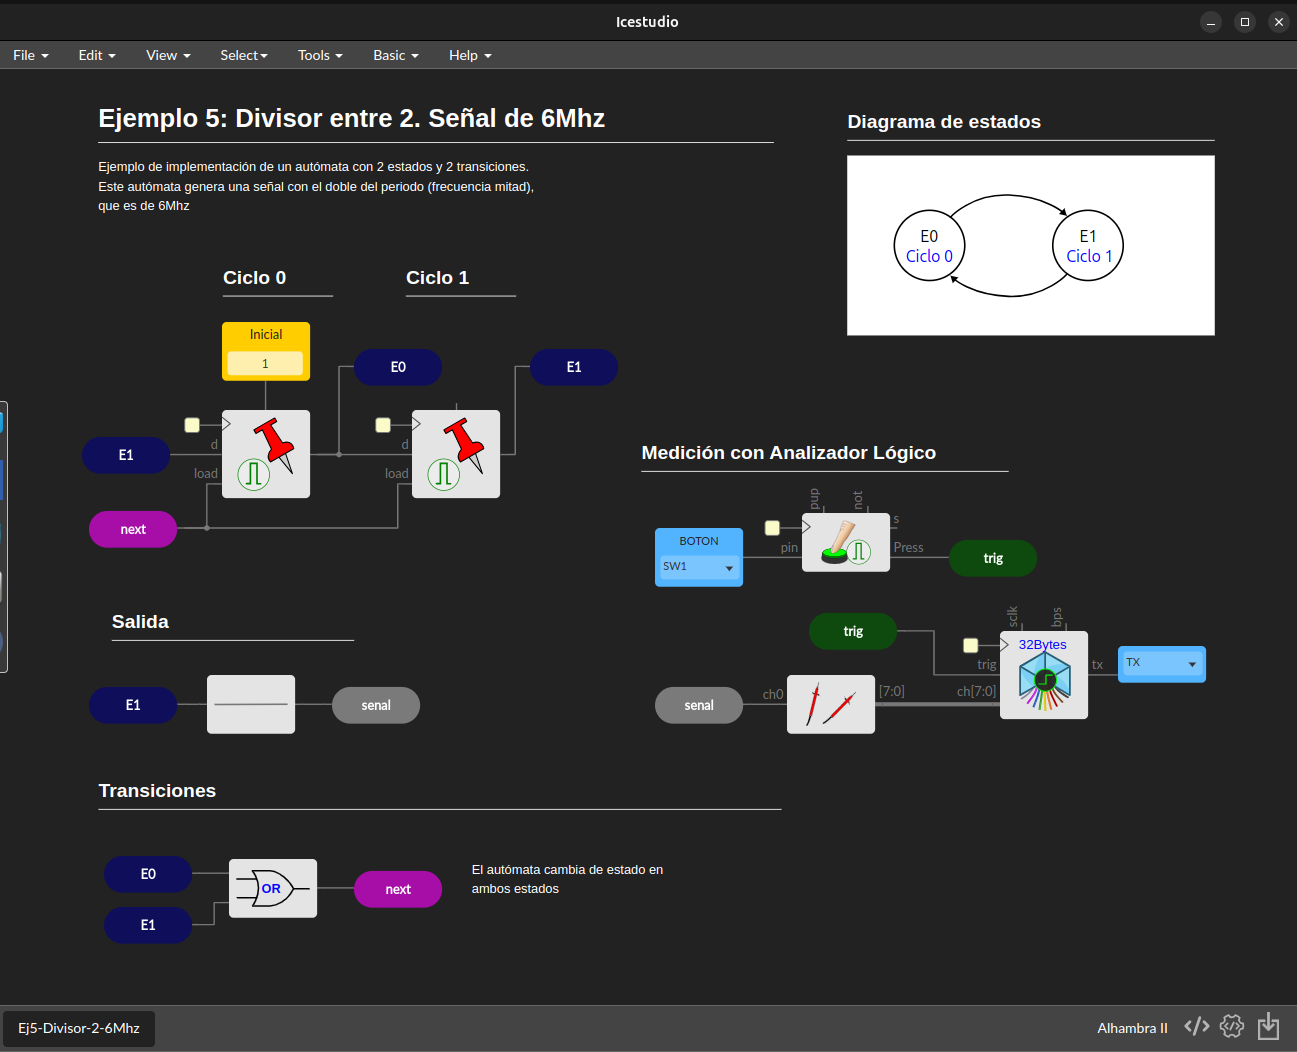 Icestudio
File Edit View Select Tools Basic Help
Ejemplo 5: Divisor entre 2. Señal de 6Mhz
Ejemplo de implementación de un autómata con 2 estados y 2 transiciones.
Este autómata genera una señal con el doble del periodo (frecuencia mitad),
que es de 6Mhz
Diagrama de estados
E0
Ciclo 0
E1
Ciclo 1
Ciclo 0
Ciclo 1
Inicial
1
E0
E1
E1
d
load
d
load
next
Medición con Analizador Lógico
BOTON
SW1
pup
not
pin
s
Press
trig
trig
sclk
bps
32Bytes
trig
ch[7:0]
tx
TX
senal
ch0
[7:0]
Salida
E1
senal
Transiciones
E0
E1
OR
next
El autómata cambia de estado en
ambos estados
Ej5-Divisor-2-6Mhz
Alhambra II